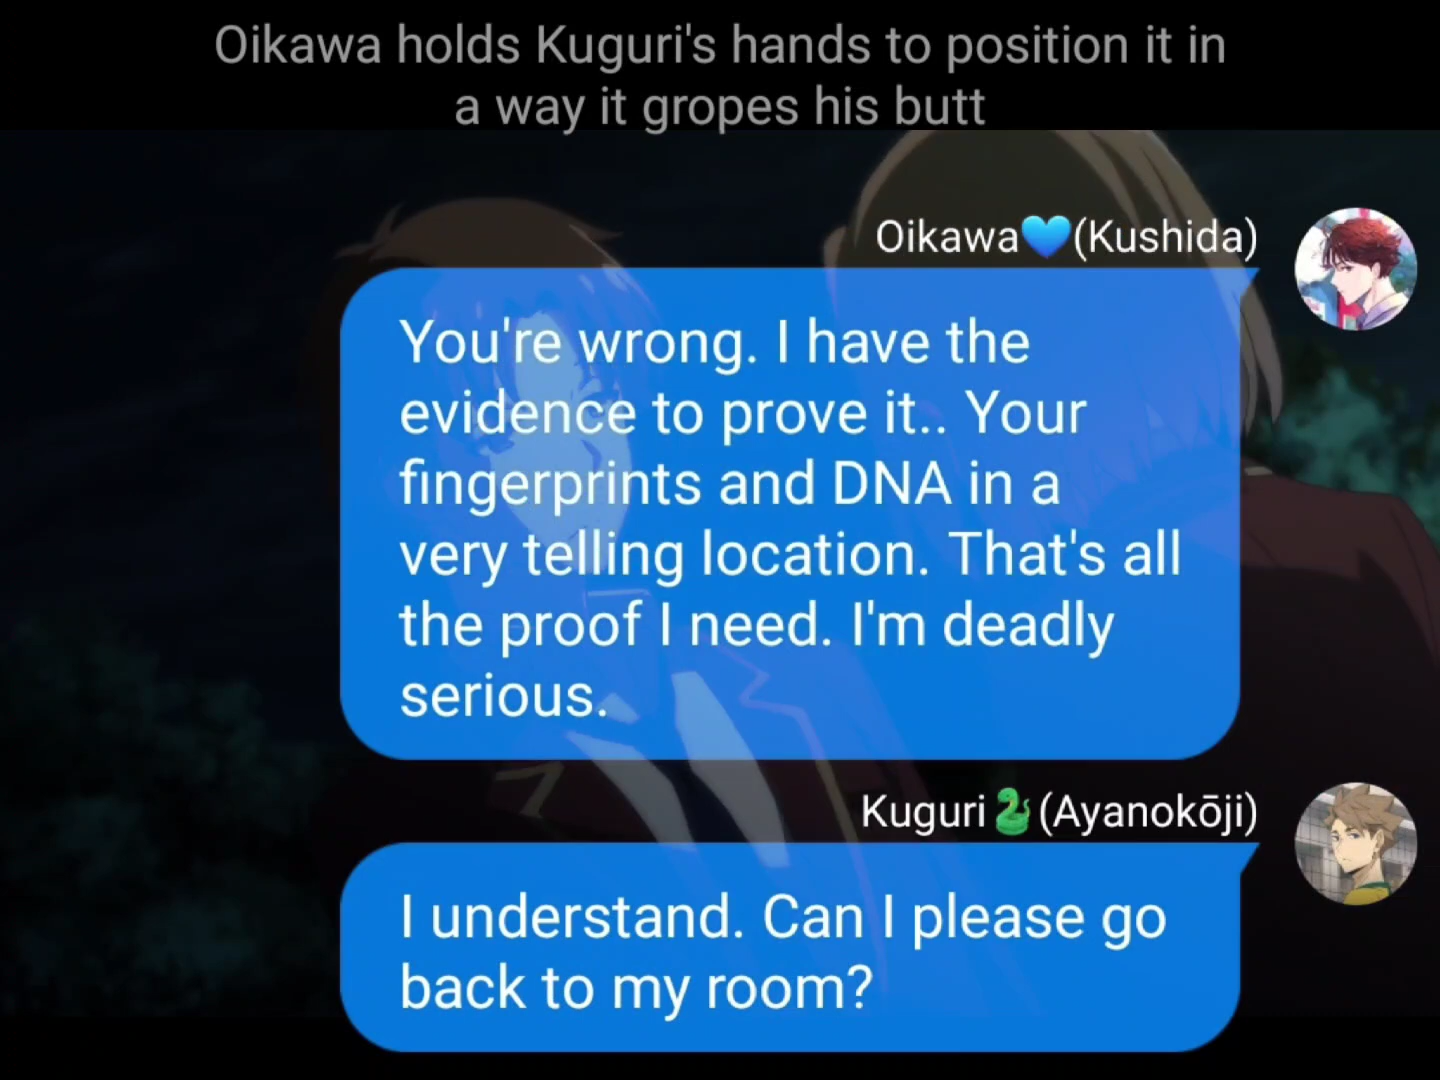 Oikawa holds Kuguri's hands to position it in
a way it gropes his butt
Oikawa💙(Kushida)
You're wrong. I have the
evidence to prove it.. Your
fingerprints and DNA in a
very telling location. That's all
the proof I need. I'm deadly
serious.
Kuguri🐍(Ayanokōji)
I understand. Can I please go
back to my room?